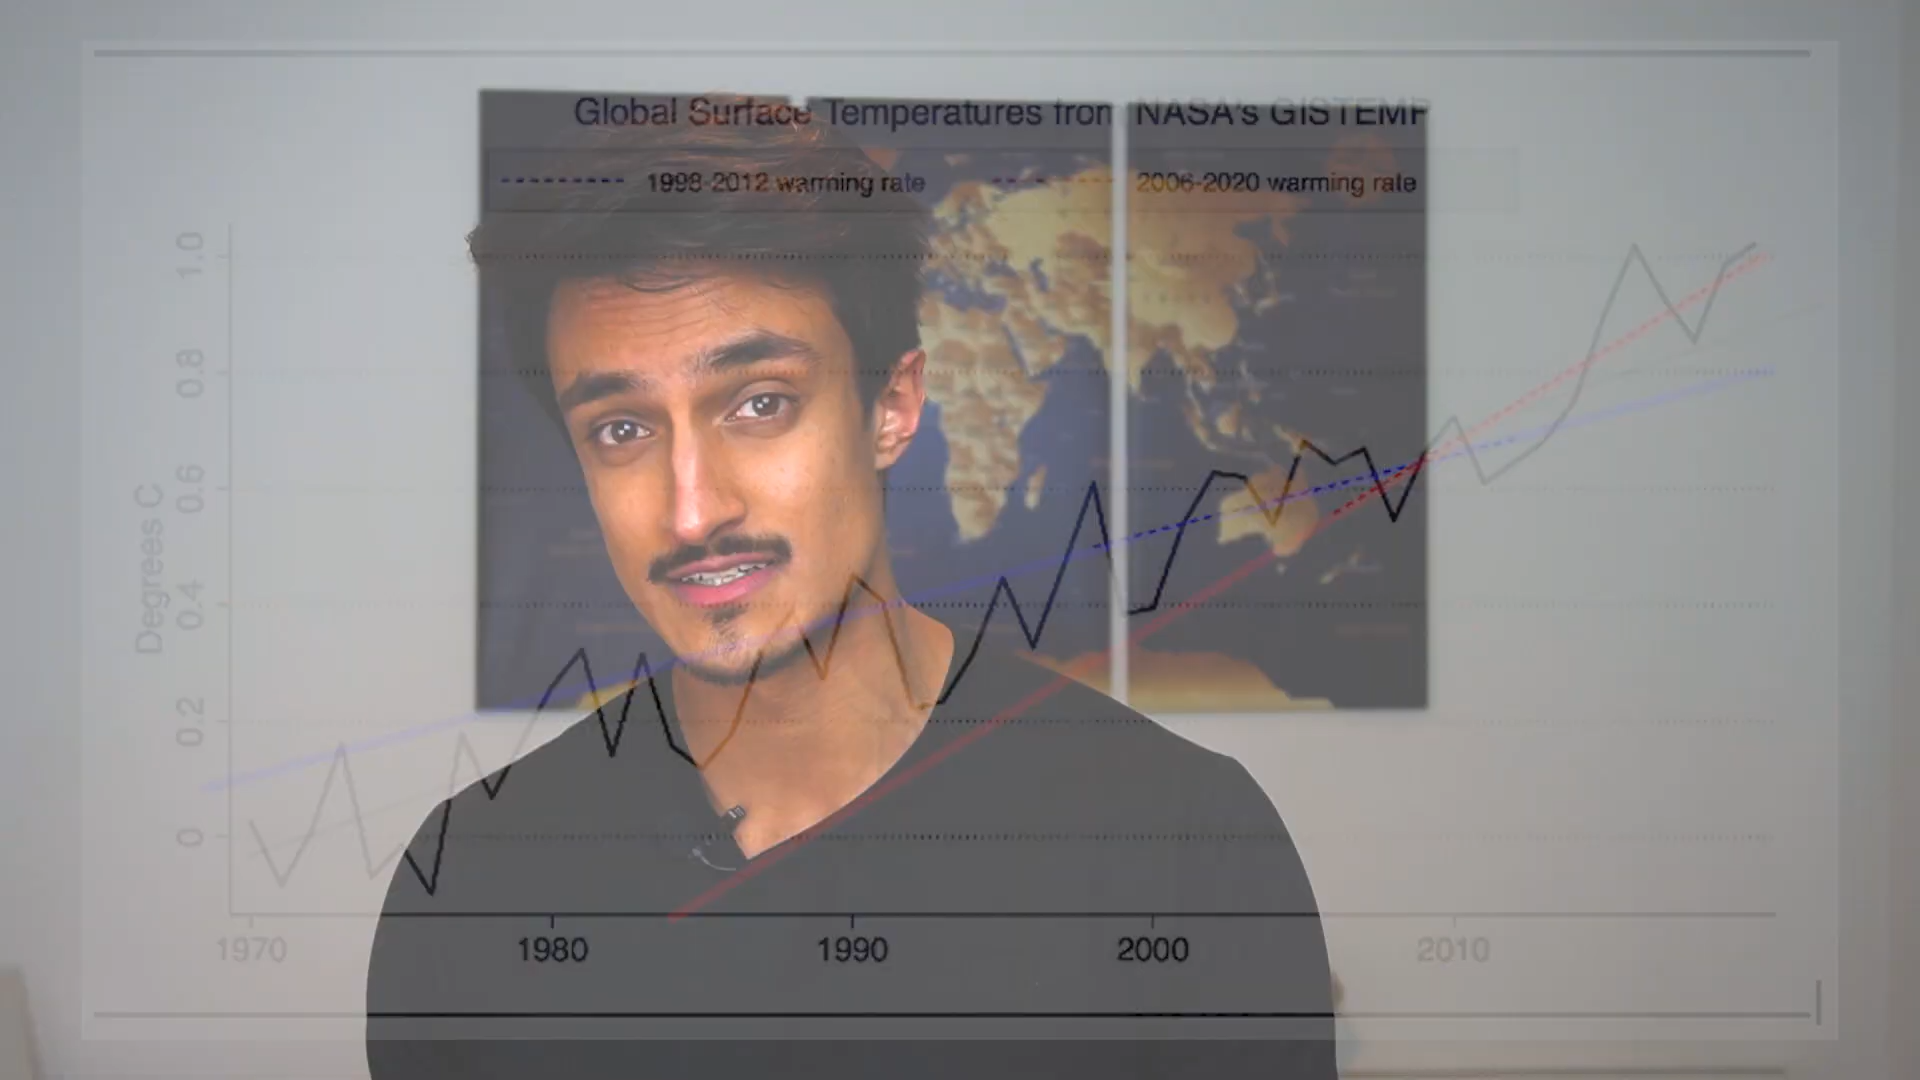 Global Surface Temperatures from NASA's GISTEMP
1998-2012 warming rate
2006-2020 warming rate
Degrees C
1.0
0.8
0.6
0.4
0.2
0
1970
1980
1990
2000
2010